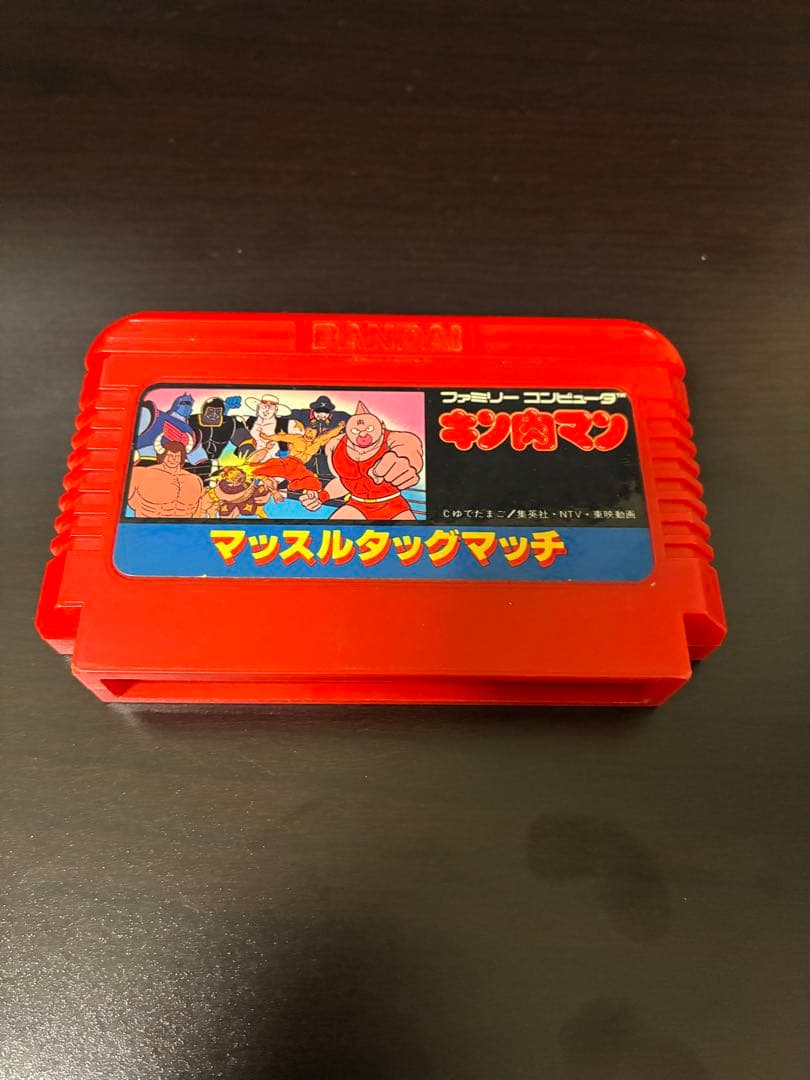 BANDAI
ファミリー コンピュータ™
キン肉マン
©ゆでたまご/集英社・NTV・東映動画
マッスルタッグマッチ